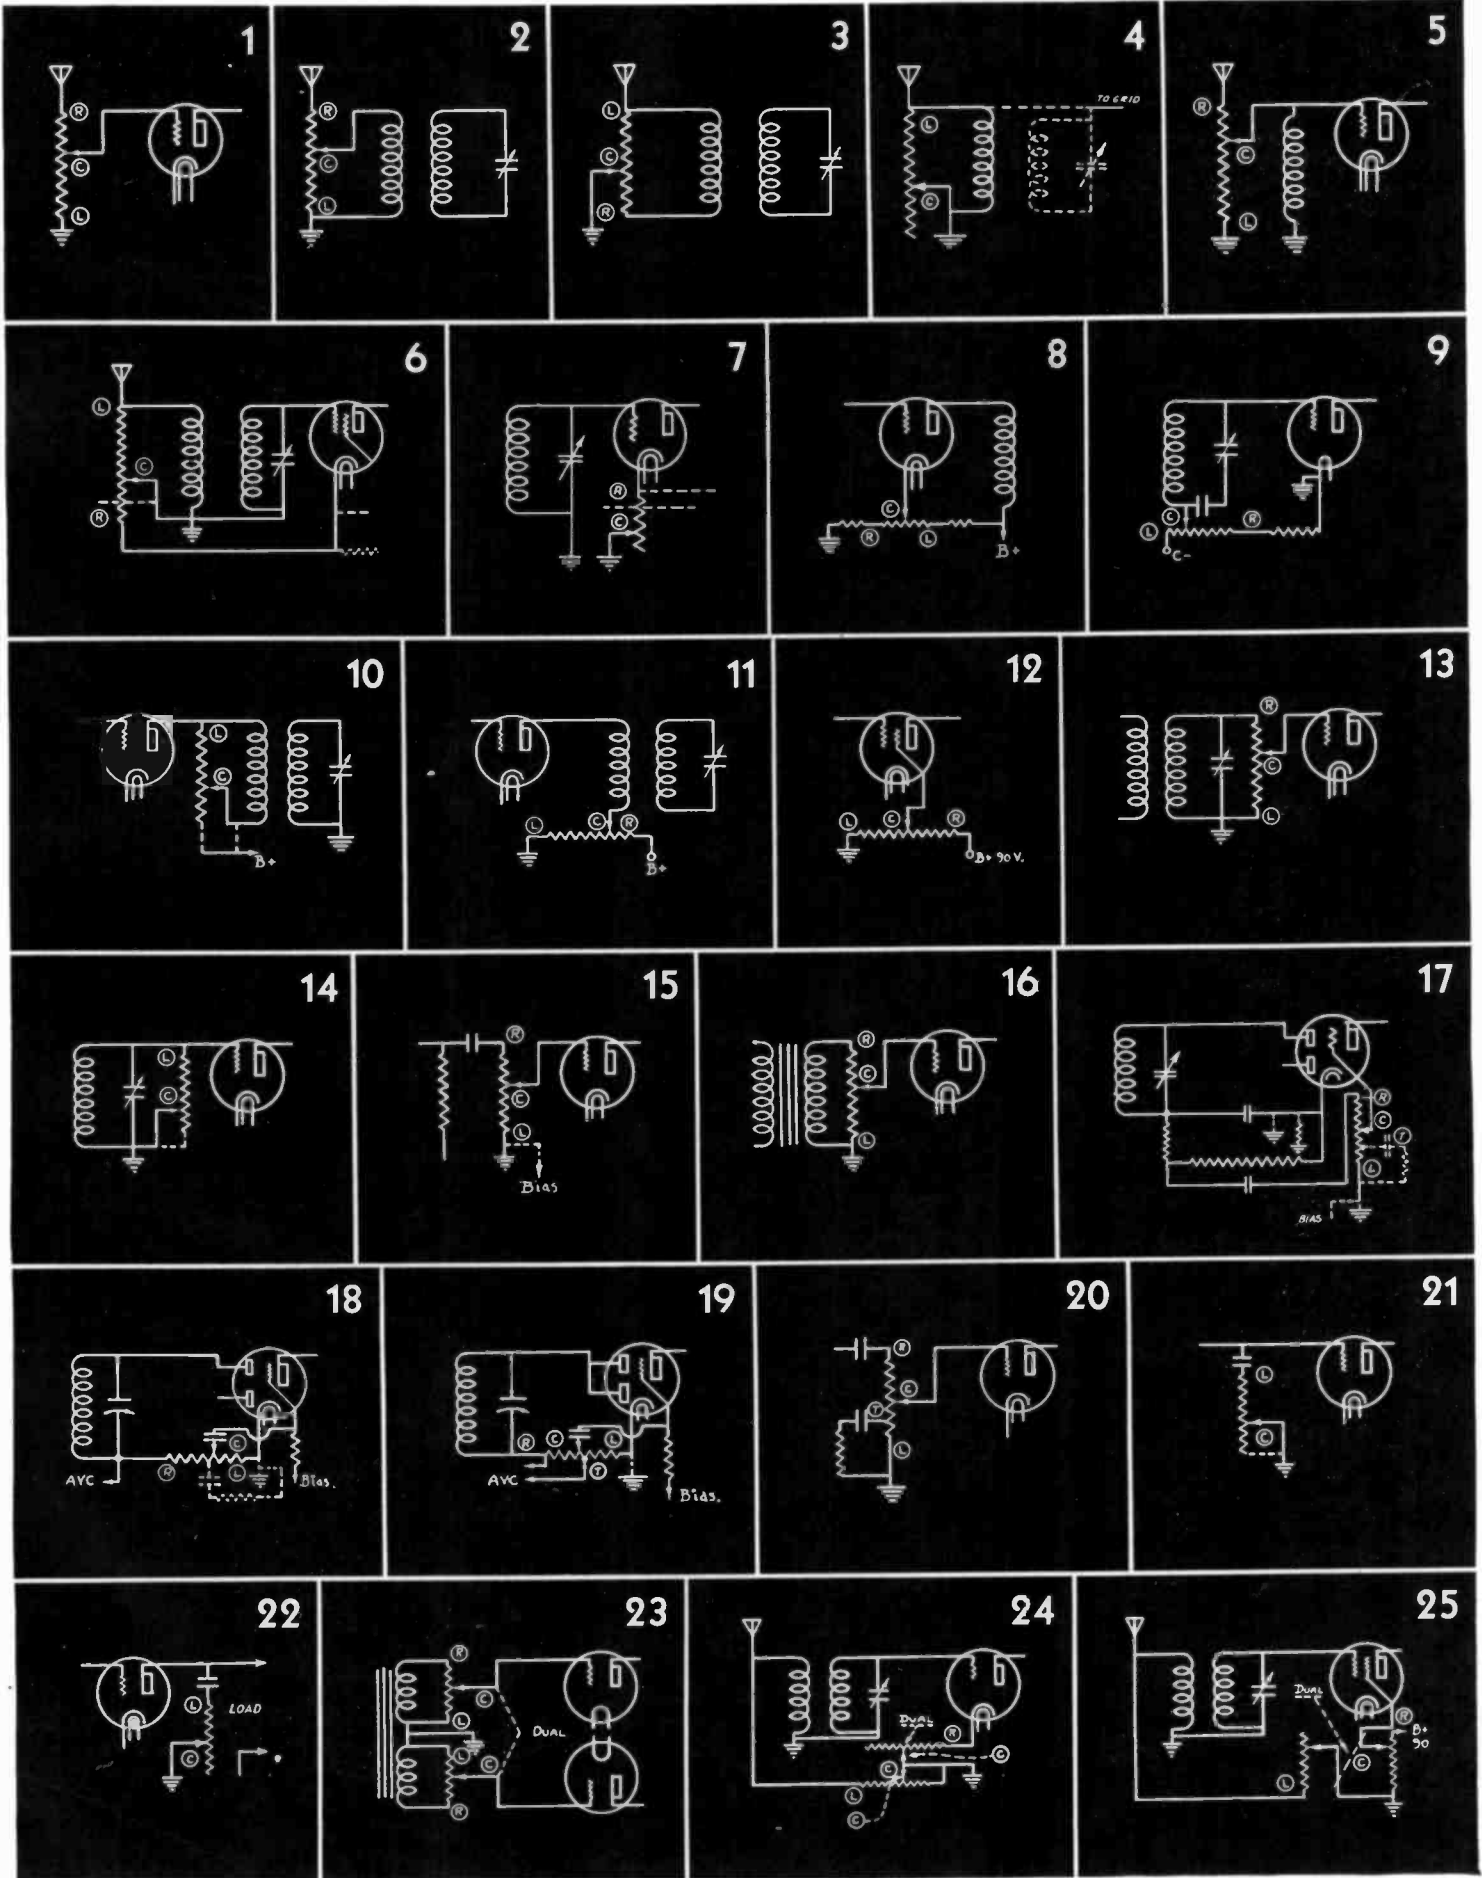 1
R
C
L
2
R
C
L
3
L
C
R
4
TO GRID
L
C
5
R
C
L
6
L
C
R
7
R
C
8
C
R L
B+
9
C
L R
C-
10
L
C
B+
11
L C R
B+
12
L C R
B+ 90 V.
13
R
C
L
14
L
C
15
R
C
L
Bias
16
R
C
L
17
R
C
T
L
BIAS
18
C
R L
AVC
Bias.
19
R C L
AVC T
Bias.
20
R
C
T
L
21
L
C
22
L LOAD
C
23
R
C
L
DUAL
L C
R
24
DUAL R
C
C
L
C
25
DUAL
R
B+
90
C
L